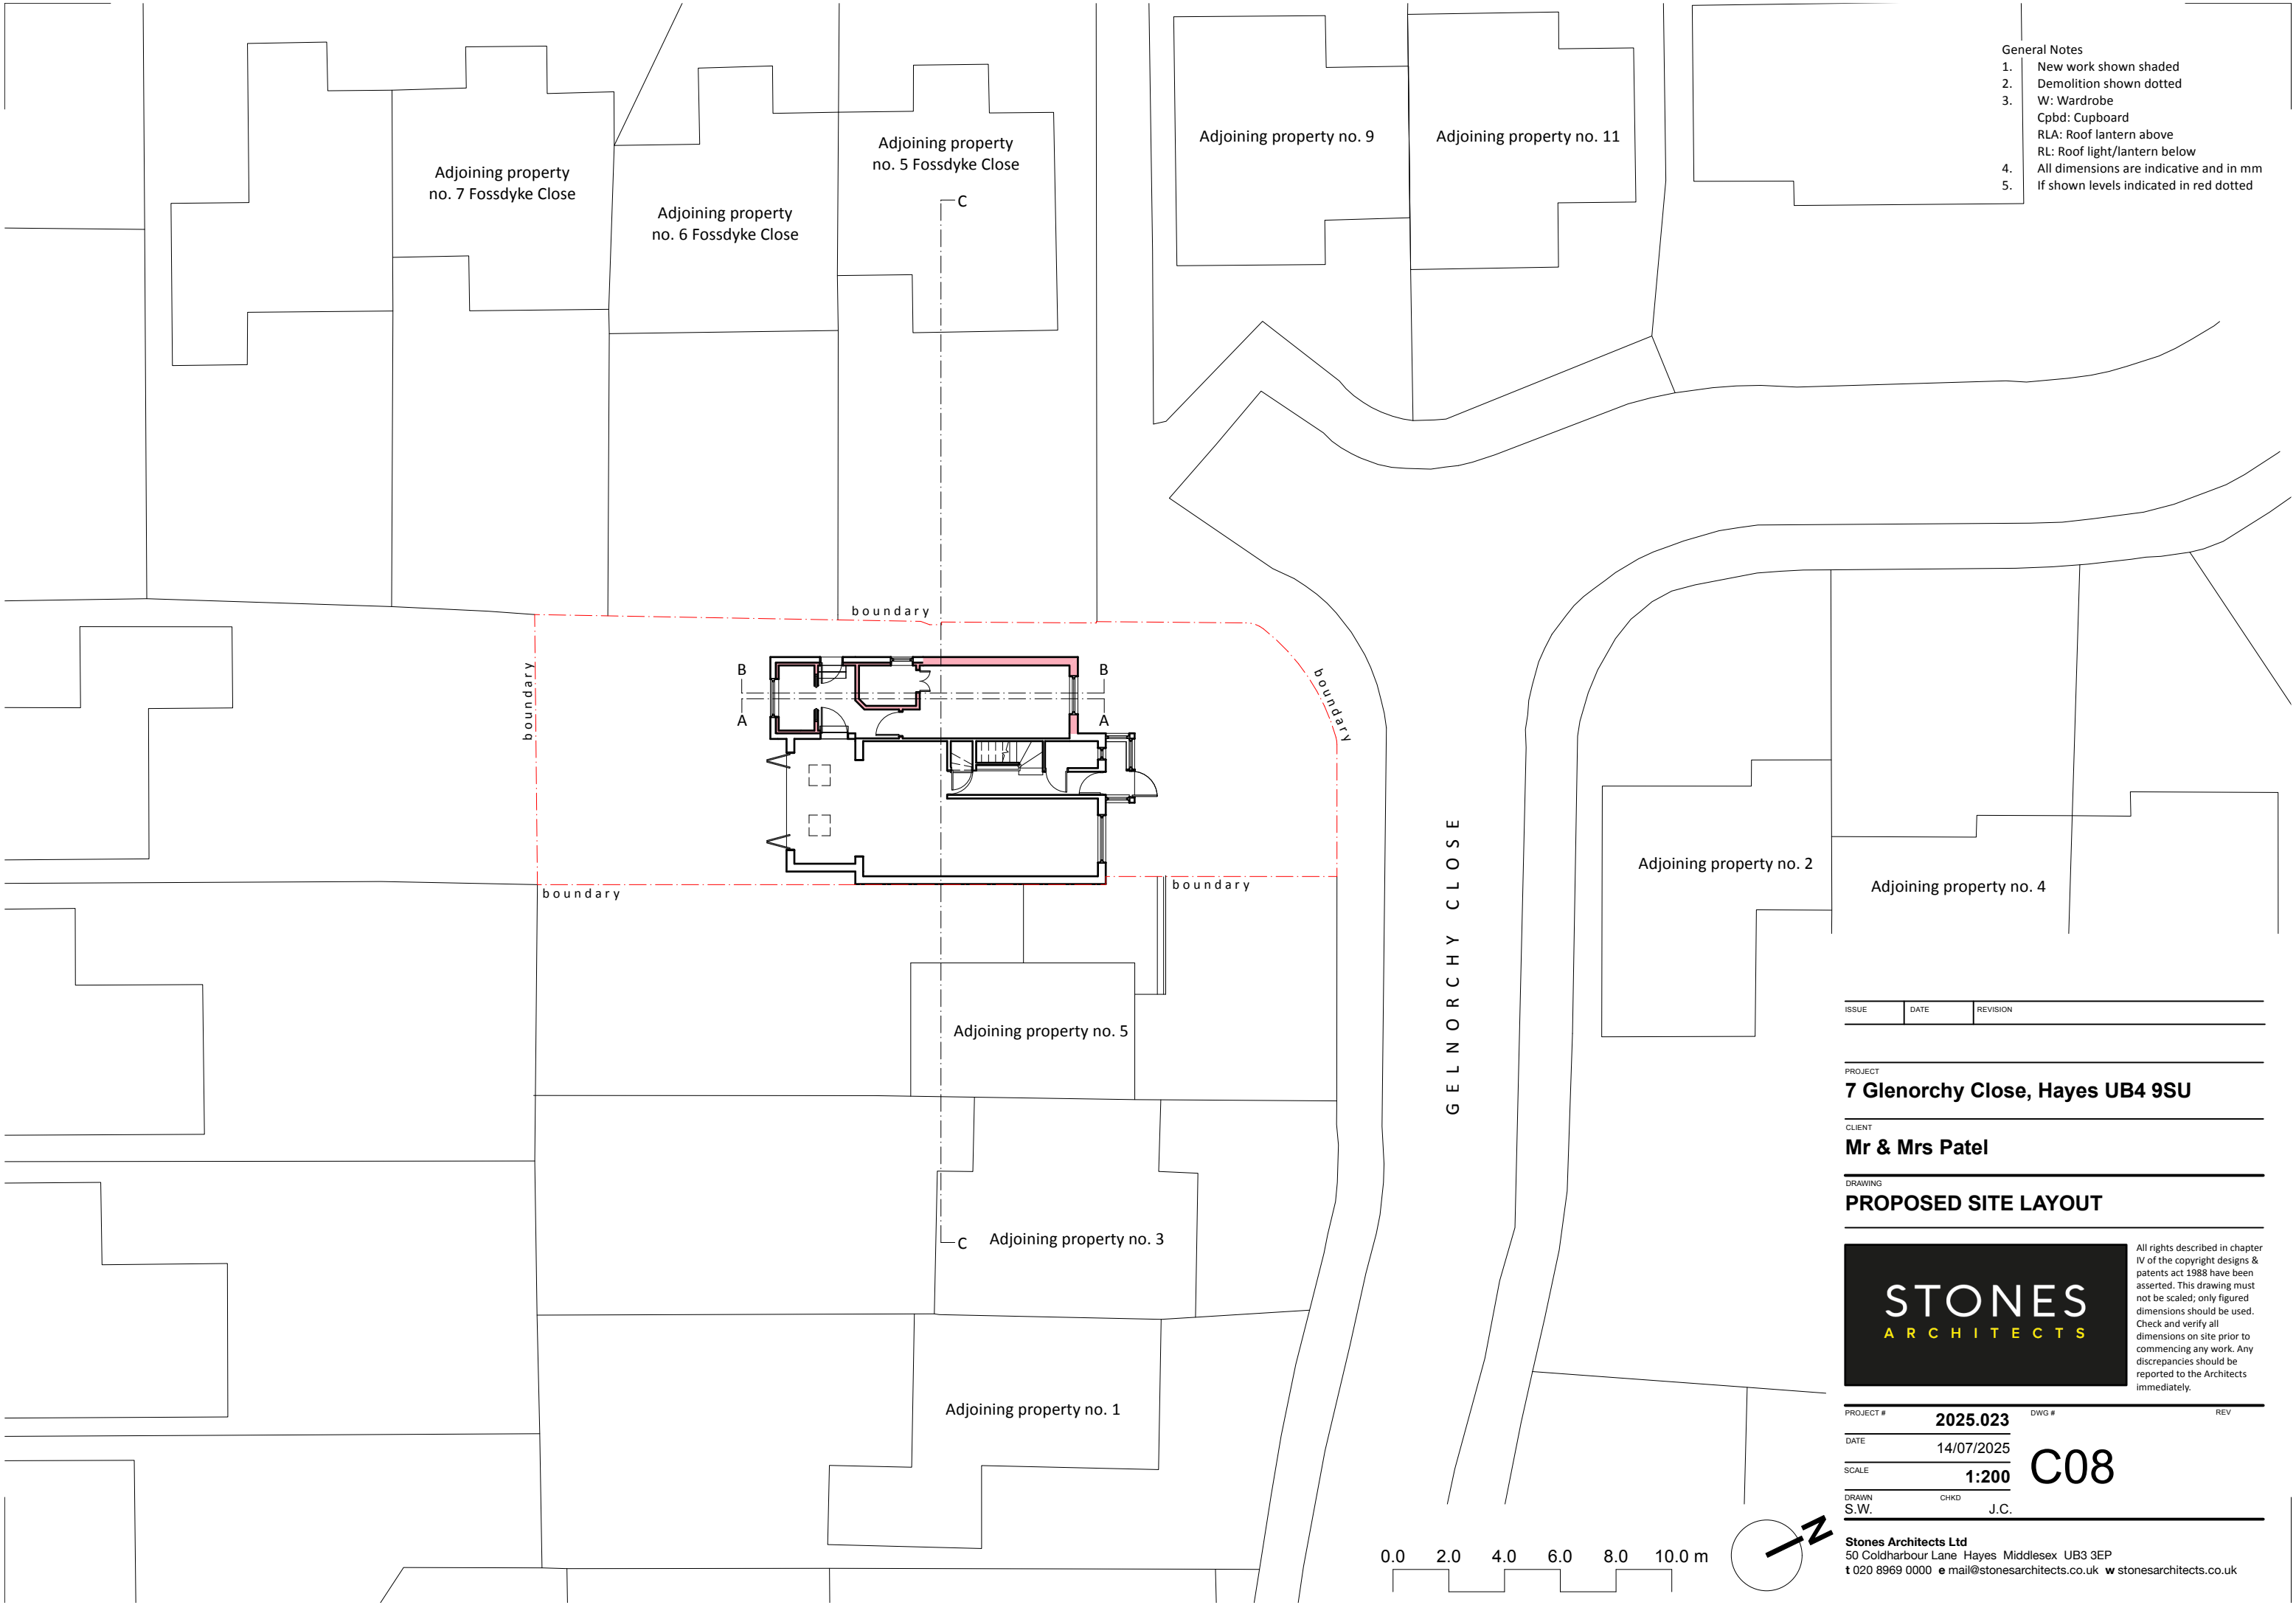 General Notes
1. New work shown shaded
2. Demolition shown dotted
3. W: Wardrobe
Cpbd: Cupboard
RLA: Roof lantern above
RL: Roof light/lantern below
4. All dimensions are indicative and in mm
5. If shown levels indicated in red dotted
Adjoining property
no. 7 Fossdyke Close
Adjoining property
no. 6 Fossdyke Close
Adjoining property
no. 5 Fossdyke Close
Adjoining property no. 9
Adjoining property no. 11
C
boundary
boundary
boundary
B
B
A
A
boundary
boundary
GELNORCHY CLOSE
Adjoining property no. 2
Adjoining property no. 4
Adjoining property no. 5
C
Adjoining property no. 3
Adjoining property no. 1
0.0 2.0 4.0 6.0 8.0 10.0 m
N
ISSUE DATE REVISION
PROJECT
7 Glenorchy Close, Hayes UB4 9SU
CLIENT
Mr & Mrs Patel
DRAWING
PROPOSED SITE LAYOUT
STONES
ARCHITECTS
All rights described in chapter
IV of the copyright designs &
patents act 1988 have been
asserted. This drawing must
not be scaled; only figured
dimensions should be used.
Check and verify all
dimensions on site prior to
commencing any work. Any
discrepancies should be
reported to the Architects
immediately.
PROJECT # 2025.023
DATE 14/07/2025
SCALE 1:200
DRAWN CHKD
S.W. J.C.
DWG # REV
C08
Stones Architects Ltd
50 Coldharbour Lane Hayes Middlesex UB3 3EP
t 020 8969 0000 e mail@stonesarchitects.co.uk w stonesarchitects.co.uk